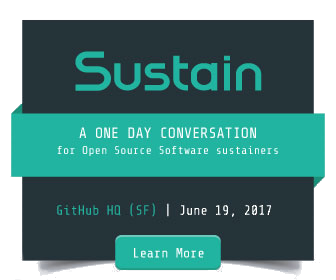 Sustain
A ONE DAY CONVERSATION
for Open Source Software sustainers
GitHub HQ (SF) | June 19, 2017
Learn More